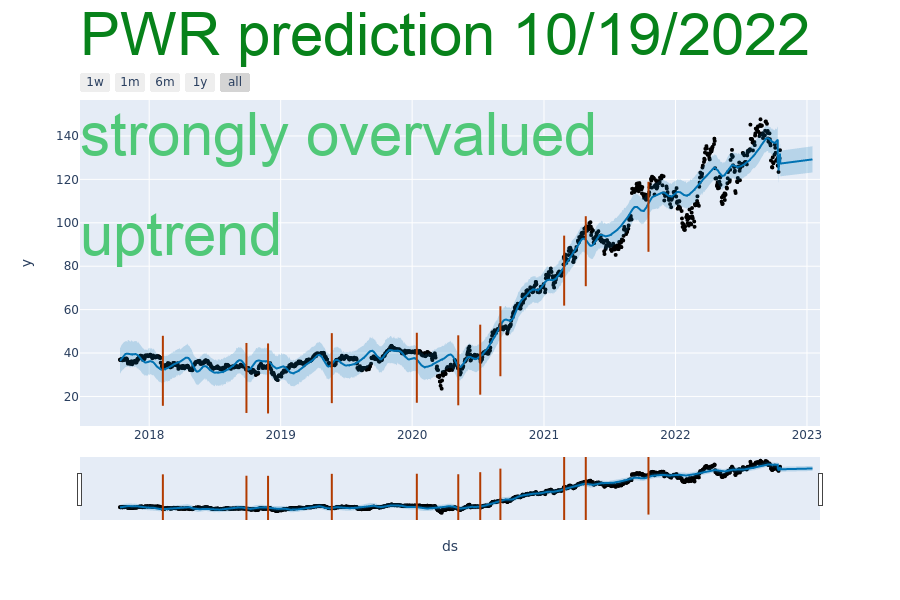 PWR prediction 10/19/2022
1w 1m 6m 1y all
strongly overvalued
uptrend
140
120
100
80
60
40
20
y
2018 2019 2020 2021 2022 2023
ds